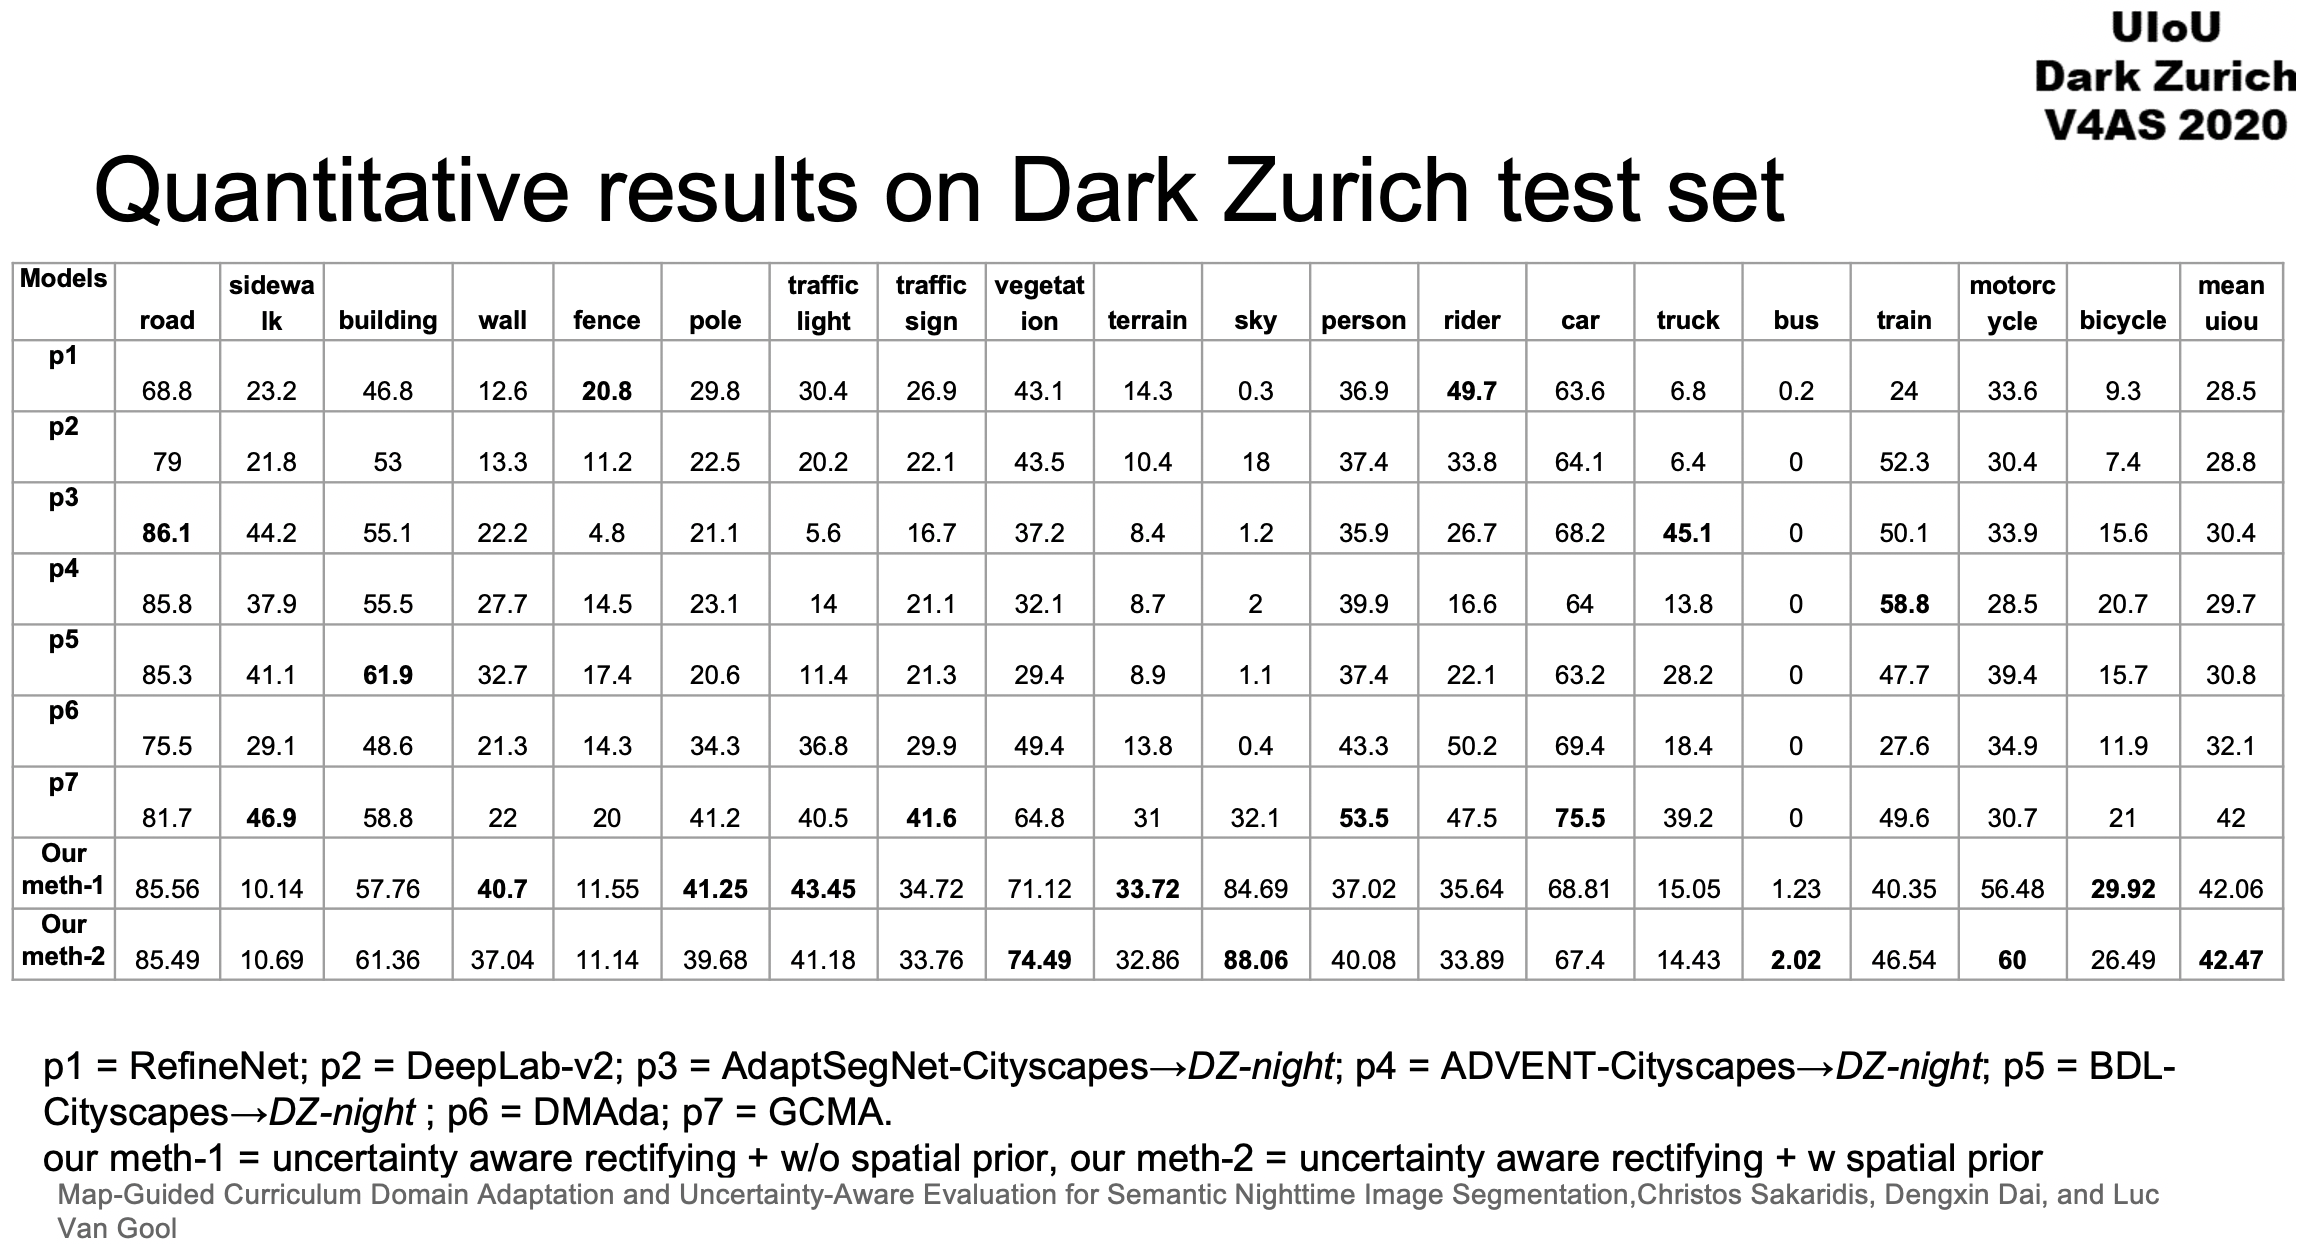 UIoU
Dark Zurich
V4AS 2020
Quantitative results on Dark Zurich test set
Models road sidewa lk building wall fence pole traffic light traffic sign vegetat ion terrain sky person rider car truck bus train motorc ycle bicycle mean uiou
p1 68.8 23.2 46.8 12.6 20.8 29.8 30.4 26.9 43.1 14.3 0.3 36.9 49.7 63.6 6.8 0.2 24 33.6 9.3 28.5
p2 79 21.8 53 13.3 11.2 22.5 20.2 22.1 43.5 10.4 18 37.4 33.8 64.1 6.4 0 52.3 30.4 7.4 28.8
p3 86.1 44.2 55.1 22.2 4.8 21.1 5.6 16.7 37.2 8.4 1.2 35.9 26.7 68.2 45.1 0 50.1 33.9 15.6 30.4
p4 85.8 37.9 55.5 27.7 14.5 23.1 14 21.1 32.1 8.7 2 39.9 16.6 64 13.8 0 58.8 28.5 20.7 29.7
p5 85.3 41.1 61.9 32.7 17.4 20.6 11.4 21.3 29.4 8.9 1.1 37.4 22.1 63.2 28.2 0 47.7 39.4 15.7 30.8
p6 75.5 29.1 48.6 21.3 14.3 34.3 36.8 29.9 49.4 13.8 0.4 43.3 50.2 69.4 18.4 0 27.6 34.9 11.9 32.1
p7 81.7 46.9 58.8 22 20 41.2 40.5 41.6 64.8 31 32.1 53.5 47.5 75.5 39.2 0 49.6 30.7 21 42
Our meth-1 85.56 10.14 57.76 40.7 11.55 41.25 43.45 34.72 71.12 33.72 84.69 37.02 35.64 68.81 15.05 1.23 40.35 56.48 29.92 42.06
Our meth-2 85.49 10.69 61.36 37.04 11.14 39.68 41.18 33.76 74.49 32.86 88.06 40.08 33.89 67.4 14.43 2.02 46.54 60 26.49 42.47
p1 = RefineNet; p2 = DeepLab-v2; p3 = AdaptSegNet-Cityscapes→DZ-night; p4 = ADVENT-Cityscapes→DZ-night; p5 = BDL-
Cityscapes→DZ-night ; p6 = DMAda; p7 = GCMA.
our meth-1 = uncertainty aware rectifying + w/o spatial prior, our meth-2 = uncertainty aware rectifying + w spatial prior
Map-Guided Curriculum Domain Adaptation and Uncertainty-Aware Evaluation for Semantic Nighttime Image Segmentation,Christos Sakaridis, Dengxin Dai, and Luc
Van Gool